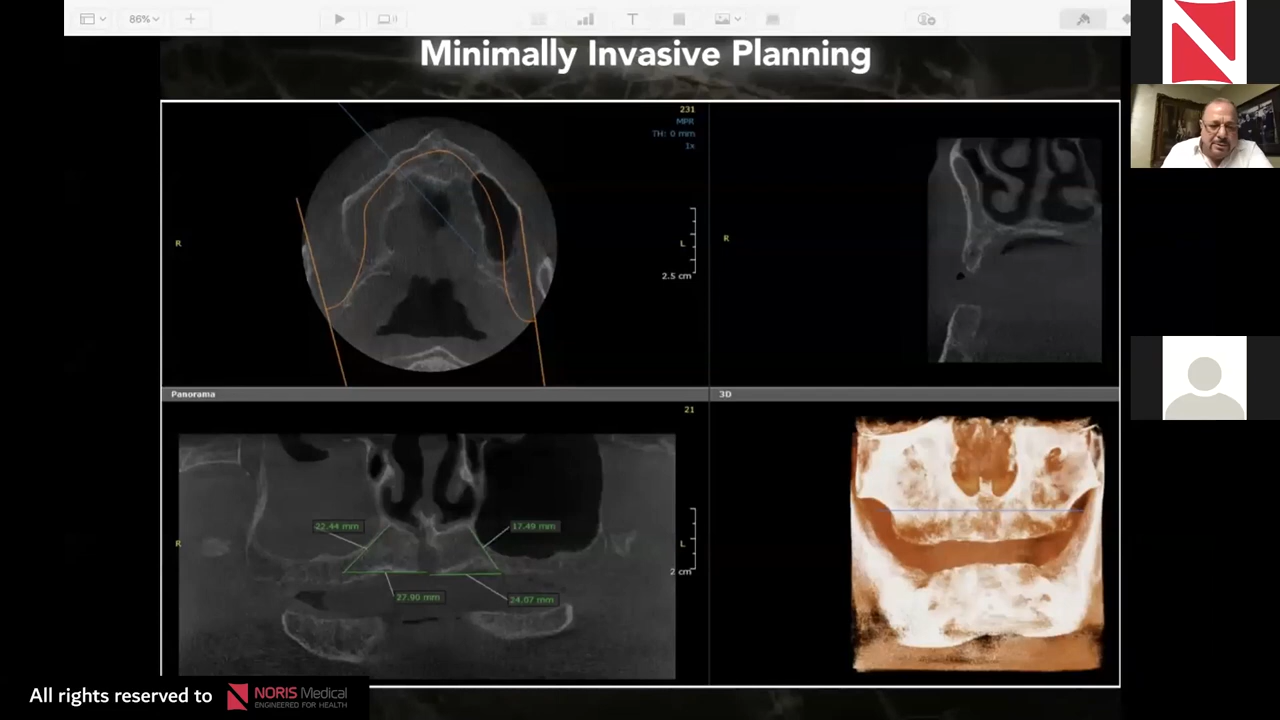 86%
Minimally Invasive Planning
231
MPR
TH: 0 mm
1x
R
L
2.5 cm
R
Panorama
3D
21
22.44 mm
17.49 mm
R
L
2 cm
27.90 mm
24.07 mm
All rights reserved to
NORIS Medical
ENGINEERED FOR HEALTH